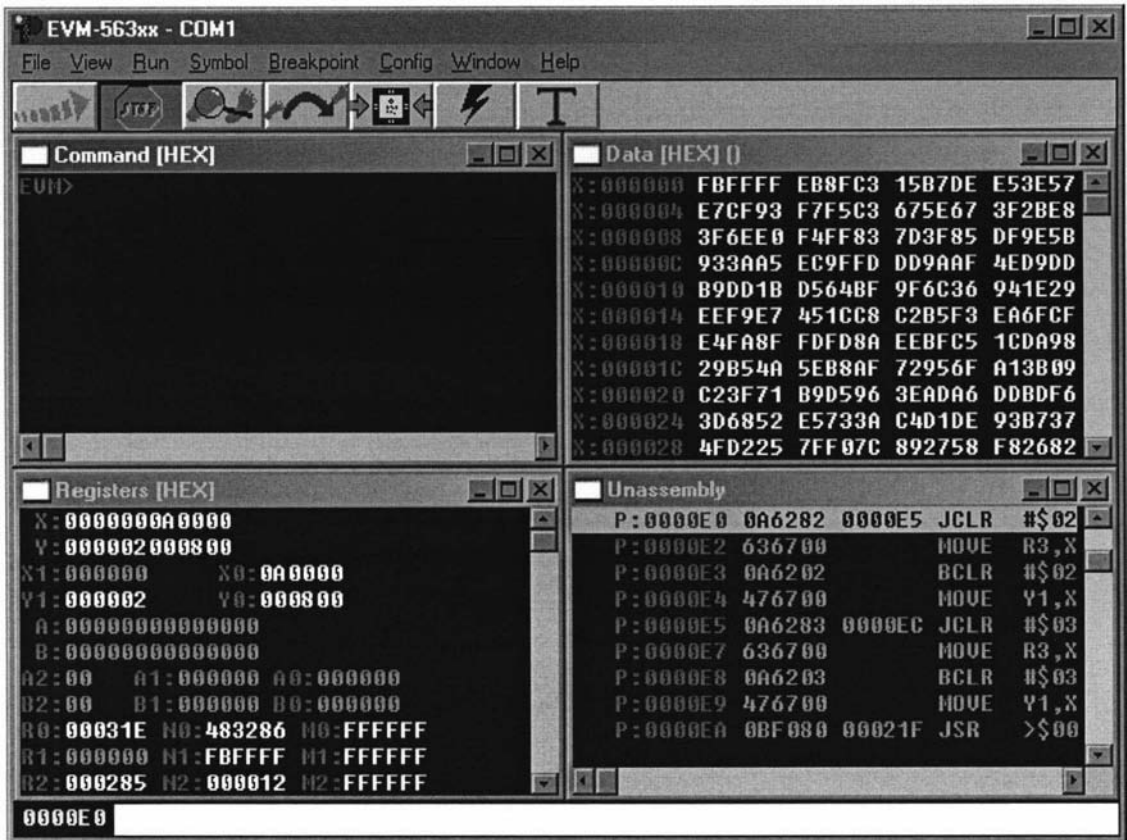 EVM-563xx - COM1
File View Run Symbol Breakpoint Config Window Help
STOP
T
Command [HEX]
EVM>
Data [HEX] ()
X:000000 FBFFFF EB8FC3 15B7DE E53E57
X:000004 E7CF93 F7F5C3 675E67 3F2BE8
X:000008 3F6EE0 F4FF83 7D3F85 DF9E5B
X:00000C 933AA5 EC9FFD DD9AAF 4ED9DD
X:000010 B9DD1B D564BF 9F6C36 941E29
X:000014 EEF9E7 451CC8 C2B5F3 EA6FCF
X:000018 E4FA8F FDFD8A EEBFC5 1CDA98
X:00001C 29B54A 5EB8AF 72956F A13B09
X:000020 C23F71 B9D596 3EADA6 DDBDF6
X:000024 3D6852 E5733A C4D1DE 93B737
X:000028 4FD225 7FF07C 892758 F82682
Registers [HEX]
X:0000000A0000
Y:000002000800
X1:000000 X0:0A0000
Y1:000002 Y0:000800
A:00000000000000
B:00000000000000
A2:00 A1:000000 A0:000000
B2:00 B1:000000 B0:000000
R0:00031E N0:483286 M0:FFFFFF
R1:000000 N1:FBFFFF M1:FFFFFF
R2:000285 N2:000012 M2:FFFFFF
Unassembly
P:0000E0 0A6282 0000E5 JCLR #$02
P:0000E2 636700 MOVE R3,X
P:0000E3 0A6202 BCLR #$02
P:0000E4 476700 MOVE Y1,X
P:0000E5 0A6283 0000EC JCLR #$03
P:0000E7 636700 MOVE R3,X
P:0000E8 0A6203 BCLR #$03
P:0000E9 476700 MOVE Y1,X
P:0000EA 0BF080 00021F JSR >$00
0000E0